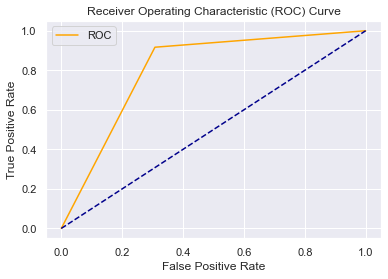 Receiver Operating Characteristic (ROC) Curve
ROC
True Positive Rate
1.0
0.8
0.6
0.4
0.2
0.0
0.0 0.2 0.4 0.6 0.8 1.0
False Positive Rate